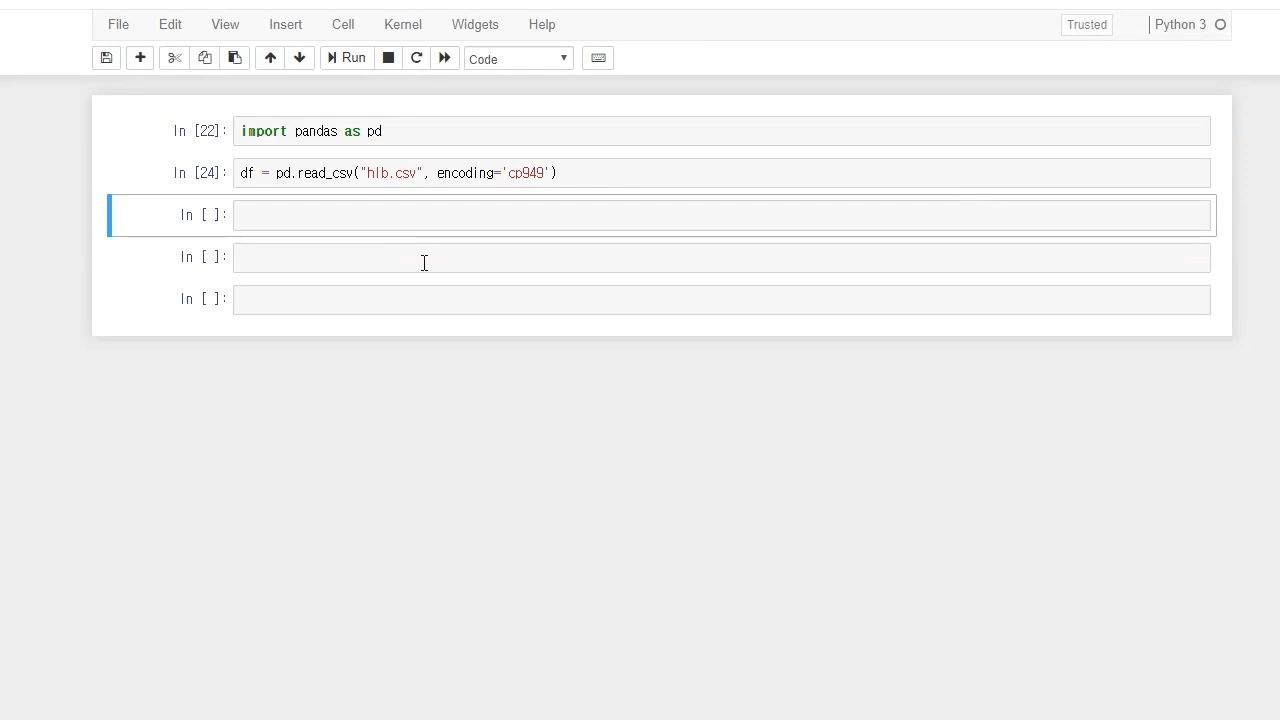 File Edit View Insert Cell Kernel Widgets Help Trusted Python 3
Run Code
In [22]: import pandas as pd
In [24]: df = pd.read_csv("hlb.csv", encoding='cp949')
In [ ]:
In [ ]:
In [ ]: